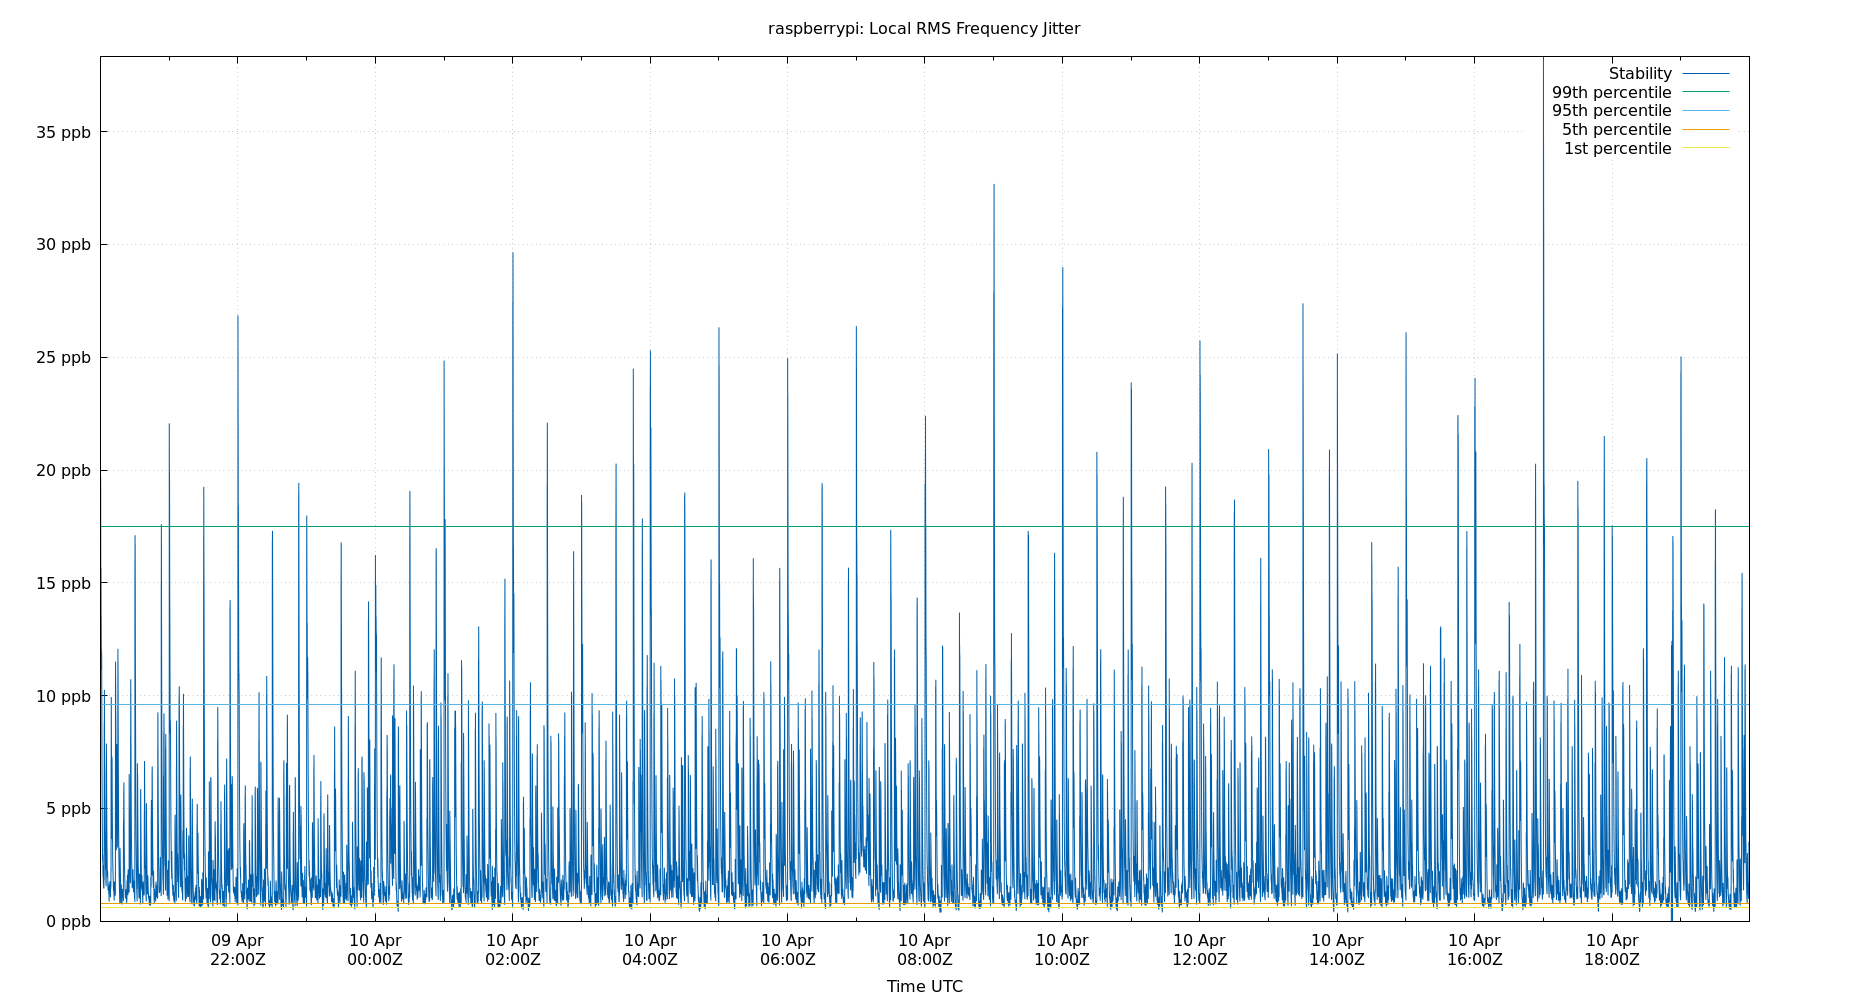 raspberrypi: Local RMS Frequency Jitter
Stability
99th percentile
95th percentile
5th percentile
1st percentile
35 ppb
30 ppb
25 ppb
20 ppb
15 ppb
10 ppb
5 ppb
0 ppb
09 Apr 10 Apr 10 Apr 10 Apr 10 Apr 10 Apr 10 Apr 10 Apr 10 Apr 10 Apr 10 Apr
22:00Z 00:00Z 02:00Z 04:00Z 06:00Z 08:00Z 10:00Z 12:00Z 14:00Z 16:00Z 18:00Z
Time UTC